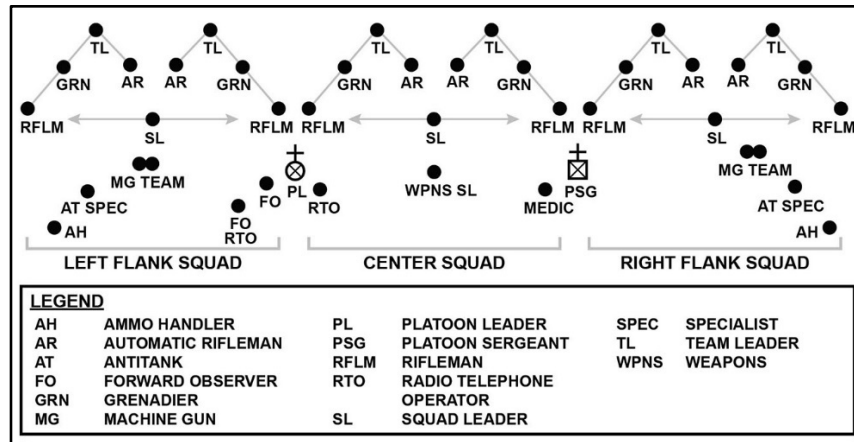 TL TL TL TL TL TL
GRN AR AR GRN GRN AR AR GRN GRN AR AR GRN
RFLM SL RFLM RFLM SL RFLM RFLM SL RFLM
MG TEAM PL WPNS SL PSG MG TEAM
AT SPEC FO RTO MEDIC AT SPEC
AH FO RTO AH
LEFT FLANK SQUAD CENTER SQUAD RIGHT FLANK SQUAD
LEGEND
AH AMMO HANDLER PL PLATOON LEADER SPEC SPECIALIST
AR AUTOMATIC RIFLEMAN PSG PLATOON SERGEANT TL TEAM LEADER
AT ANTITANK RFLM RIFLEMAN WPNS WEAPONS
FO FORWARD OBSERVER RTO RADIO TELEPHONE
GRN GRENADIER OPERATOR
MG MACHINE GUN SL SQUAD LEADER